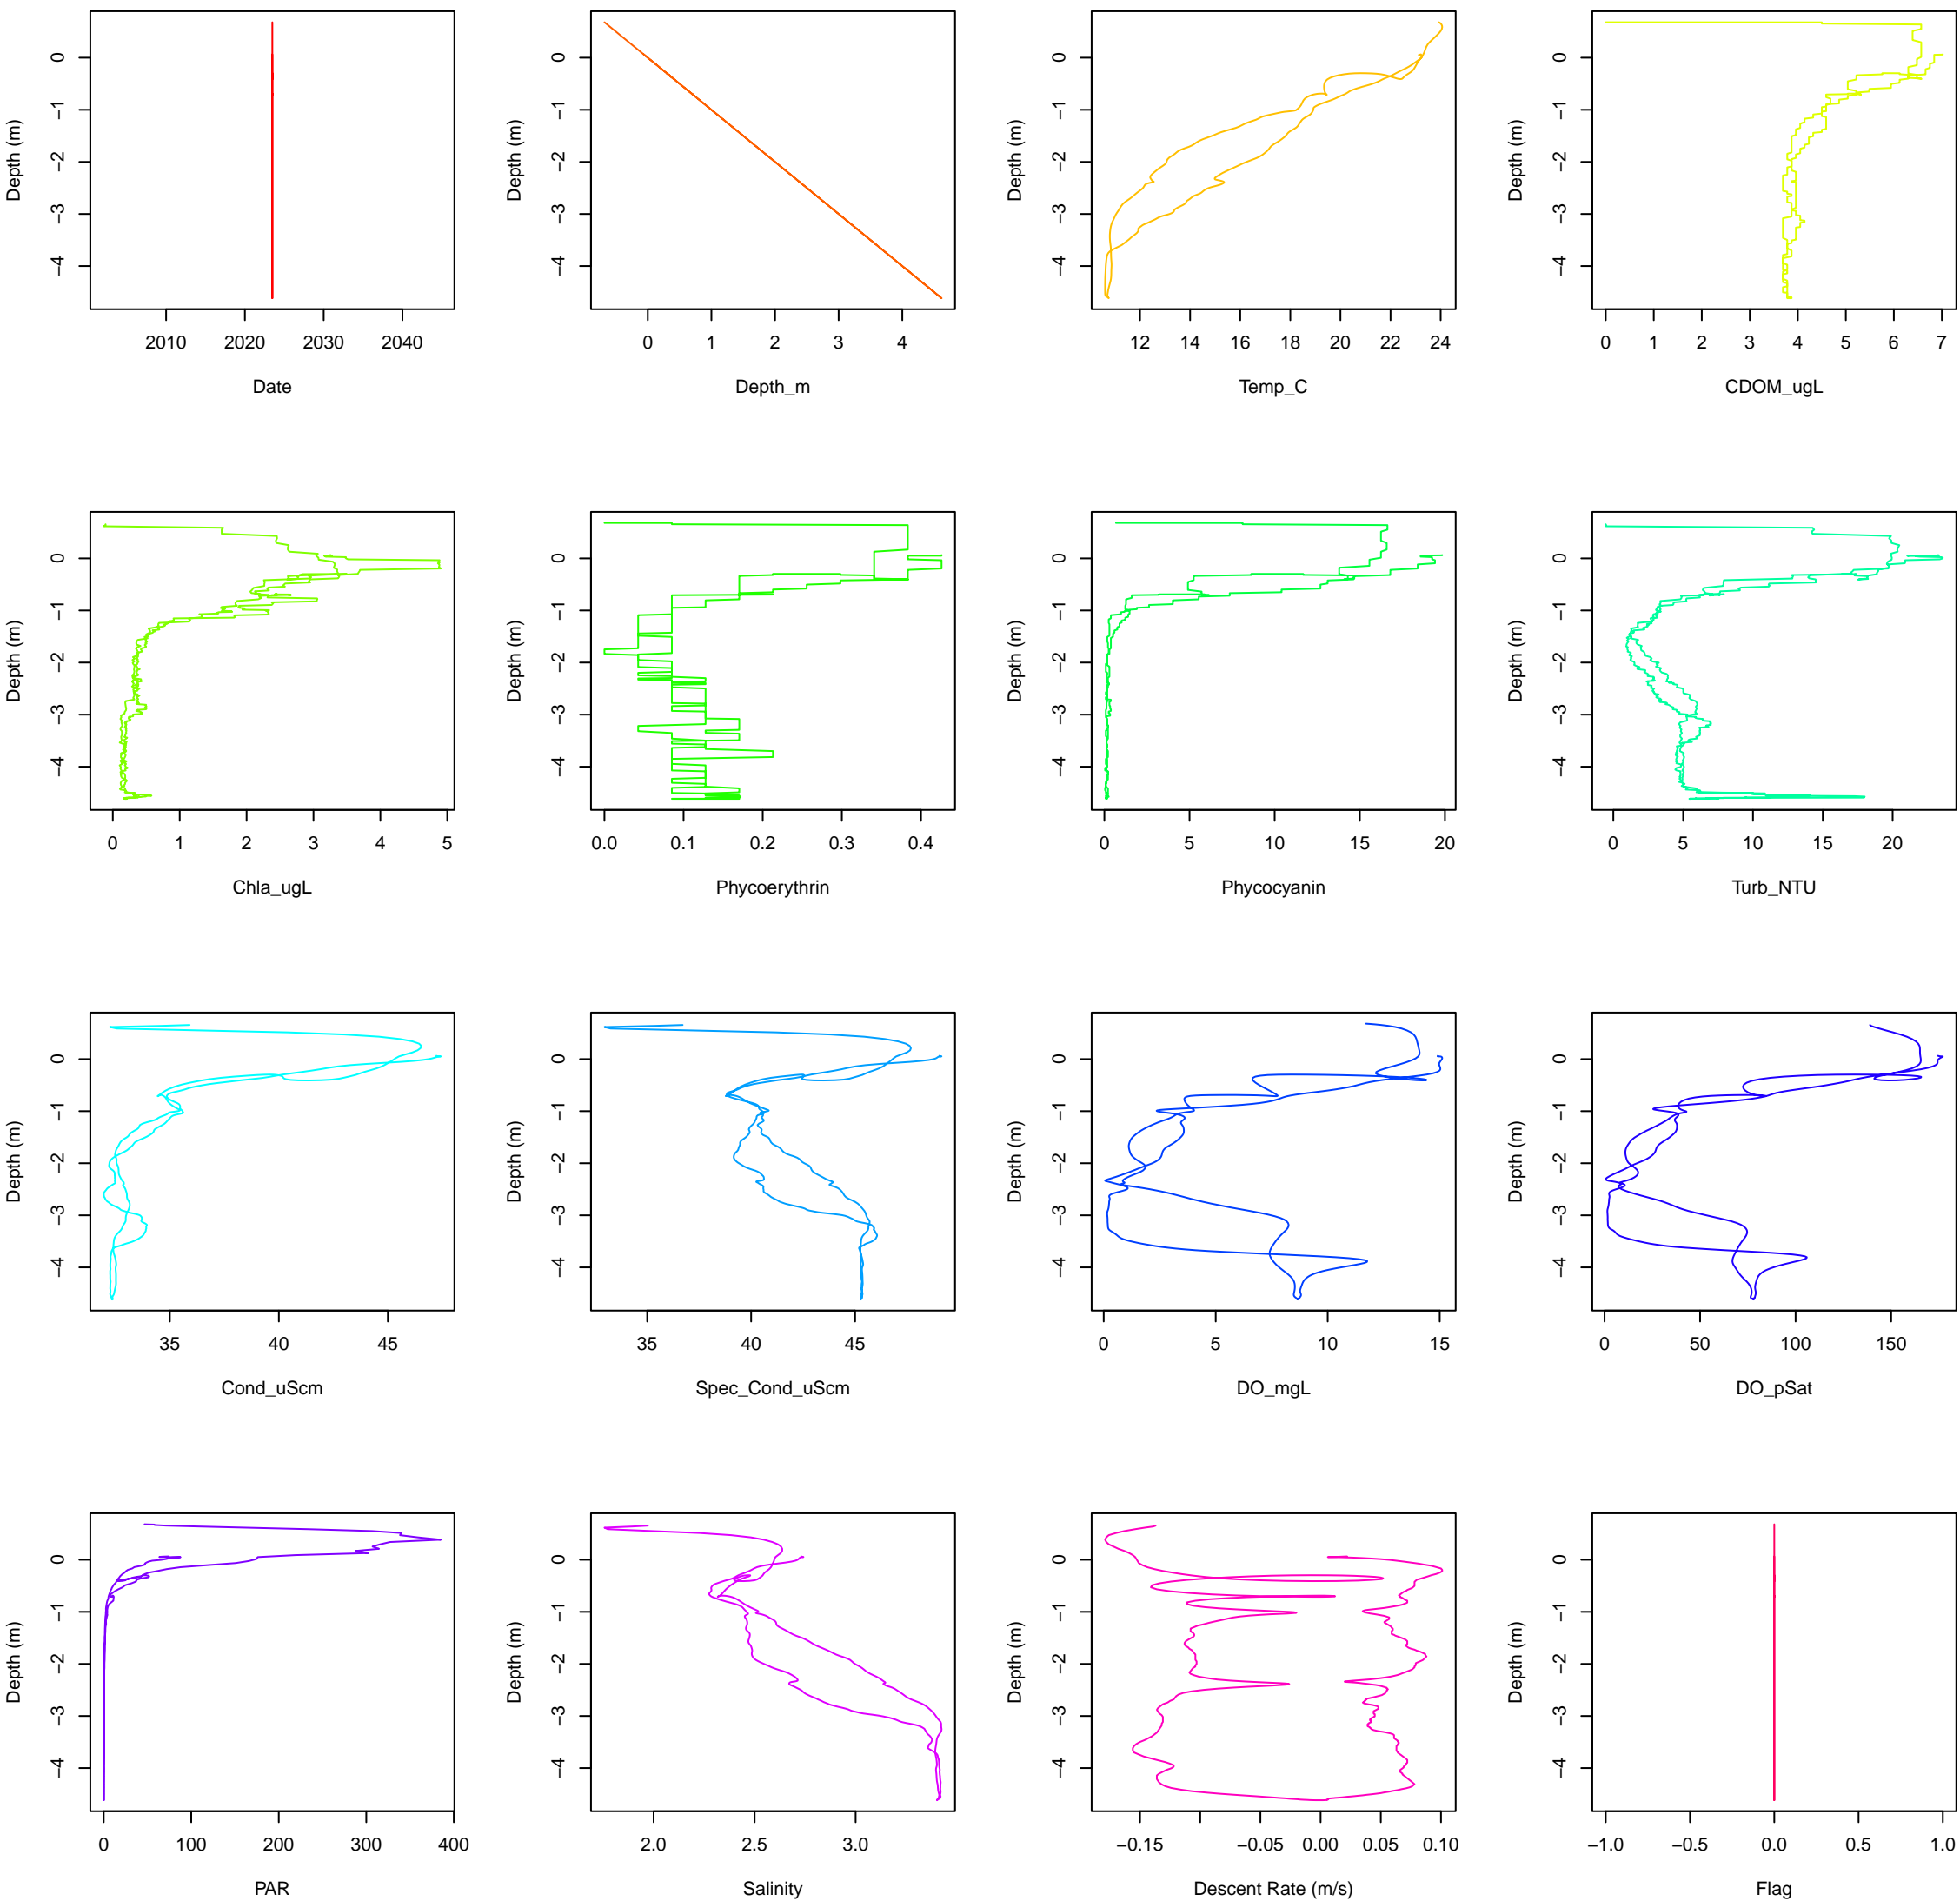 Depth (m)
0
−1
−2
−3
−4
2010 2020 2030 2040
Date
Depth (m)
0
−1
−2
−3
−4
0 1 2 3 4
Depth_m
Depth (m)
0
−1
−2
−3
−4
12 14 16 18 20 22 24
Temp_C
Depth (m)
0
−1
−2
−3
−4
0 1 2 3 4 5 6 7
CDOM_ugL
Depth (m)
0
−1
−2
−3
−4
0 1 2 3 4 5
Chla_ugL
Depth (m)
0
−1
−2
−3
−4
0.0 0.1 0.2 0.3 0.4
Phycoerythrin
Depth (m)
0
−1
−2
−3
−4
0 5 10 15 20
Phycocyanin
Depth (m)
0
−1
−2
−3
−4
0 5 10 15 20
Turb_NTU
Depth (m)
0
−1
−2
−3
−4
35 40 45
Cond_uScm
Depth (m)
0
−1
−2
−3
−4
35 40 45
Spec_Cond_uScm
Depth (m)
0
−1
−2
−3
−4
0 5 10 15
DO_mgL
Depth (m)
0
−1
−2
−3
−4
0 50 100 150
DO_pSat
Depth (m)
0
−1
−2
−3
−4
0 100 200 300 400
PAR
Depth (m)
0
−1
−2
−3
−4
2.0 2.5 3.0
Salinity
Depth (m)
0
−1
−2
−3
−4
−0.15 −0.05 0.00 0.05 0.10
Descent Rate (m/s)
Depth (m)
0
−1
−2
−3
−4
−1.0 −0.5 0.0 0.5 1.0
Flag